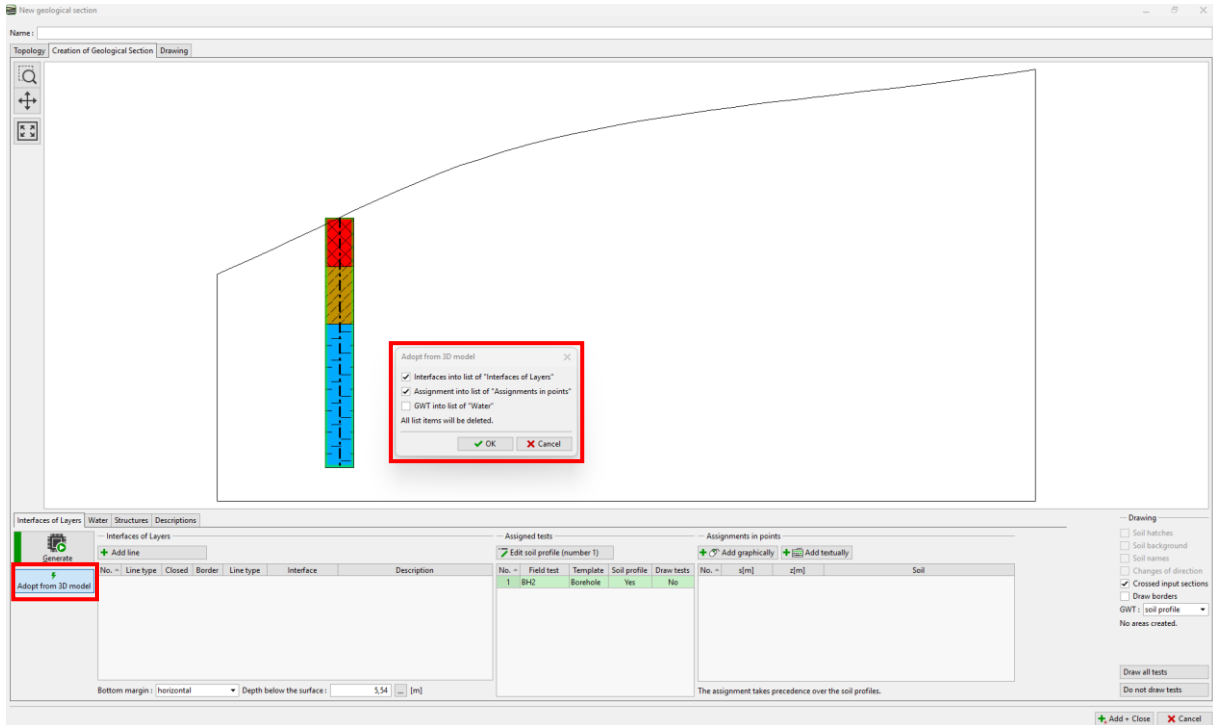 New geological section
Name :
Topology Creation of Geological Section Drawing
Adopt from 3D model
Interfaces into list of "Interfaces of Layers"
Assignment into list of "Assignments in points"
GWT into list of "Water"
All list items will be deleted.
OK Cancel
Interfaces of Layers Water Structures Descriptions
Generate
Adopt from 3D model
Interfaces of Layers
Add line
No. Line type Closed Border Line type Interface Description
Bottom margin : horizontal Depth below the surface : 5,54 ... [m]
Assigned tests
Edit soil profile (number 1)
No. Field test Template Soil profile Draw tests
1 BH2 Borehole Yes No
Assignments in points
Add graphically Add textually
No. s[m] z[m] Soil
The assignment takes precedence over the soil profiles.
Drawing
Soil hatches
Soil background
Soil names
Changes of direction
Crossed input sections
Draw borders
GWT : soil profile
No areas created.
Draw all tests
Do not draw tests
Add + Close Cancel